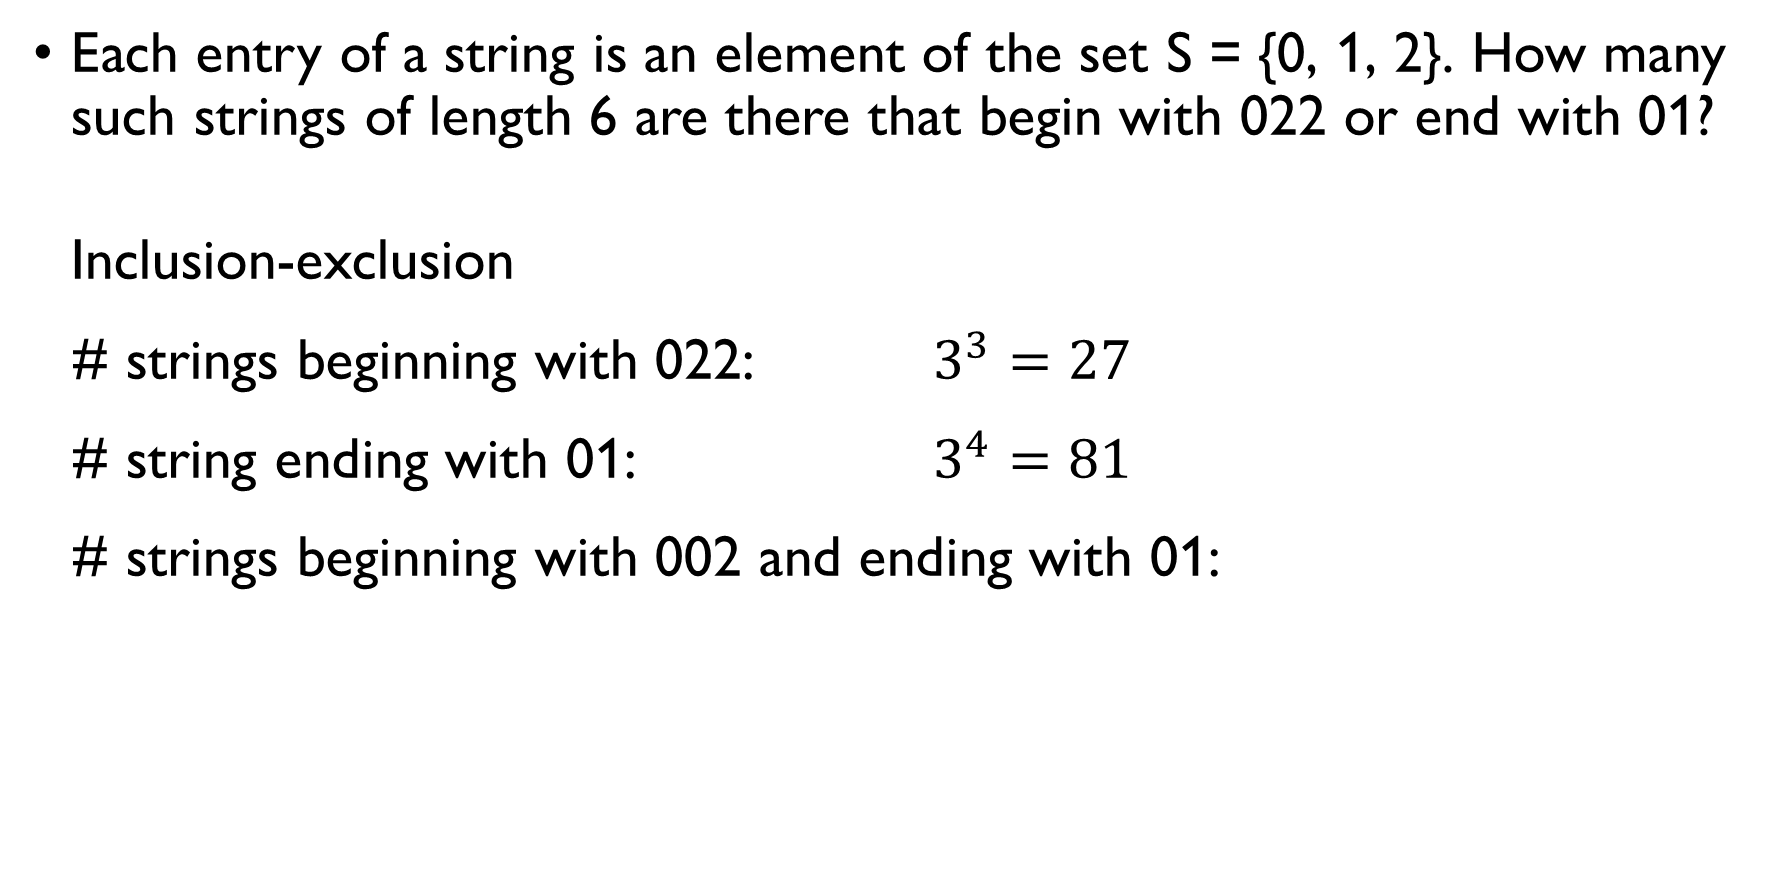 • Each entry of a string is an element of the set S = {0, 1, 2}. How many
such strings of length 6 are there that begin with 022 or end with 01?
Inclusion-exclusion
# strings beginning with 022: 3³ = 27
# string ending with 01: 3⁴ = 81
# strings beginning with 002 and ending with 01: